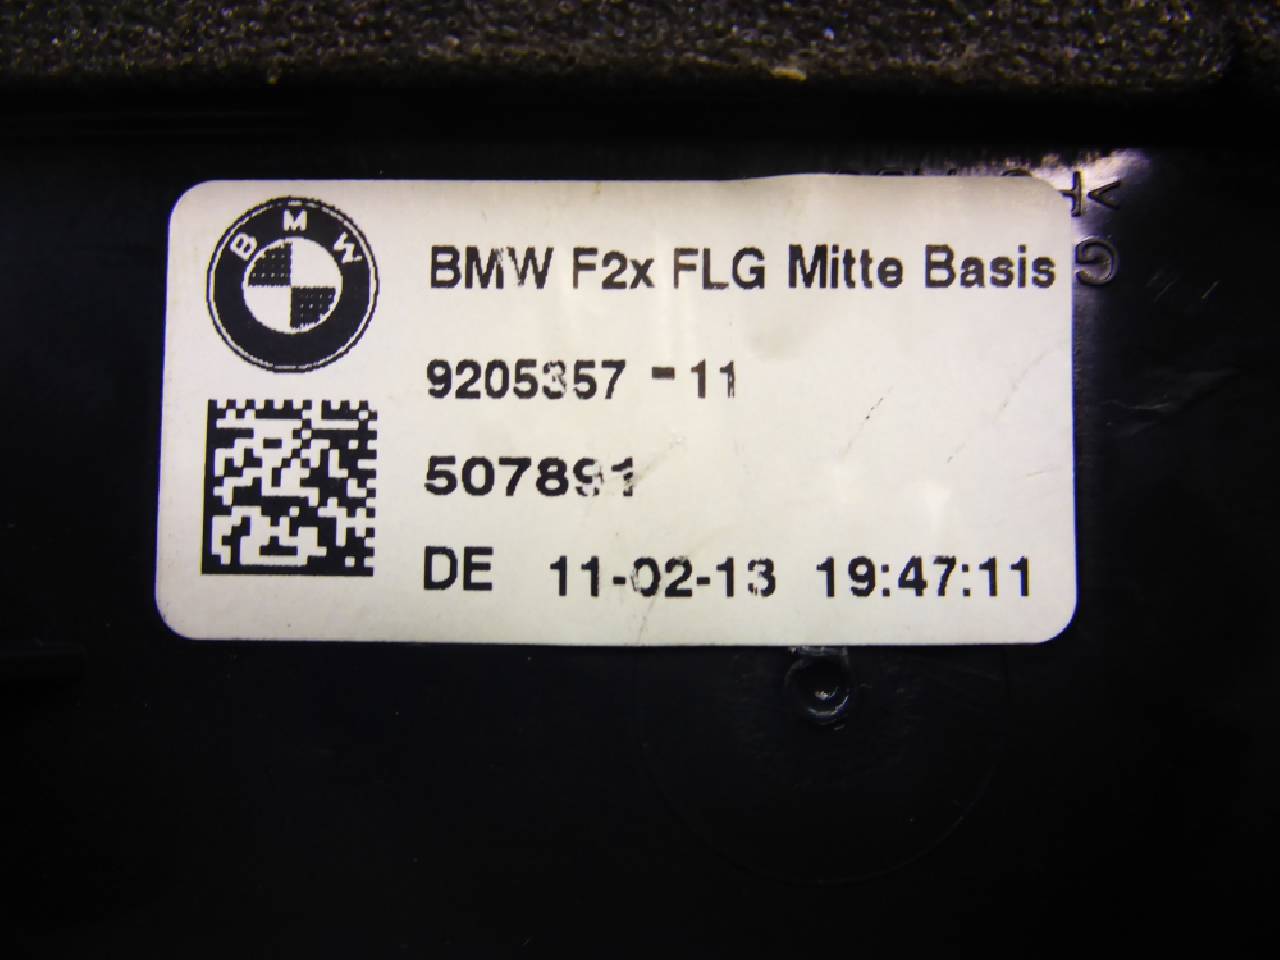 BMW
BMW F2x FLG Mitte Basis
9205357 - 11
507891
DE 11-02-13 19:47:11